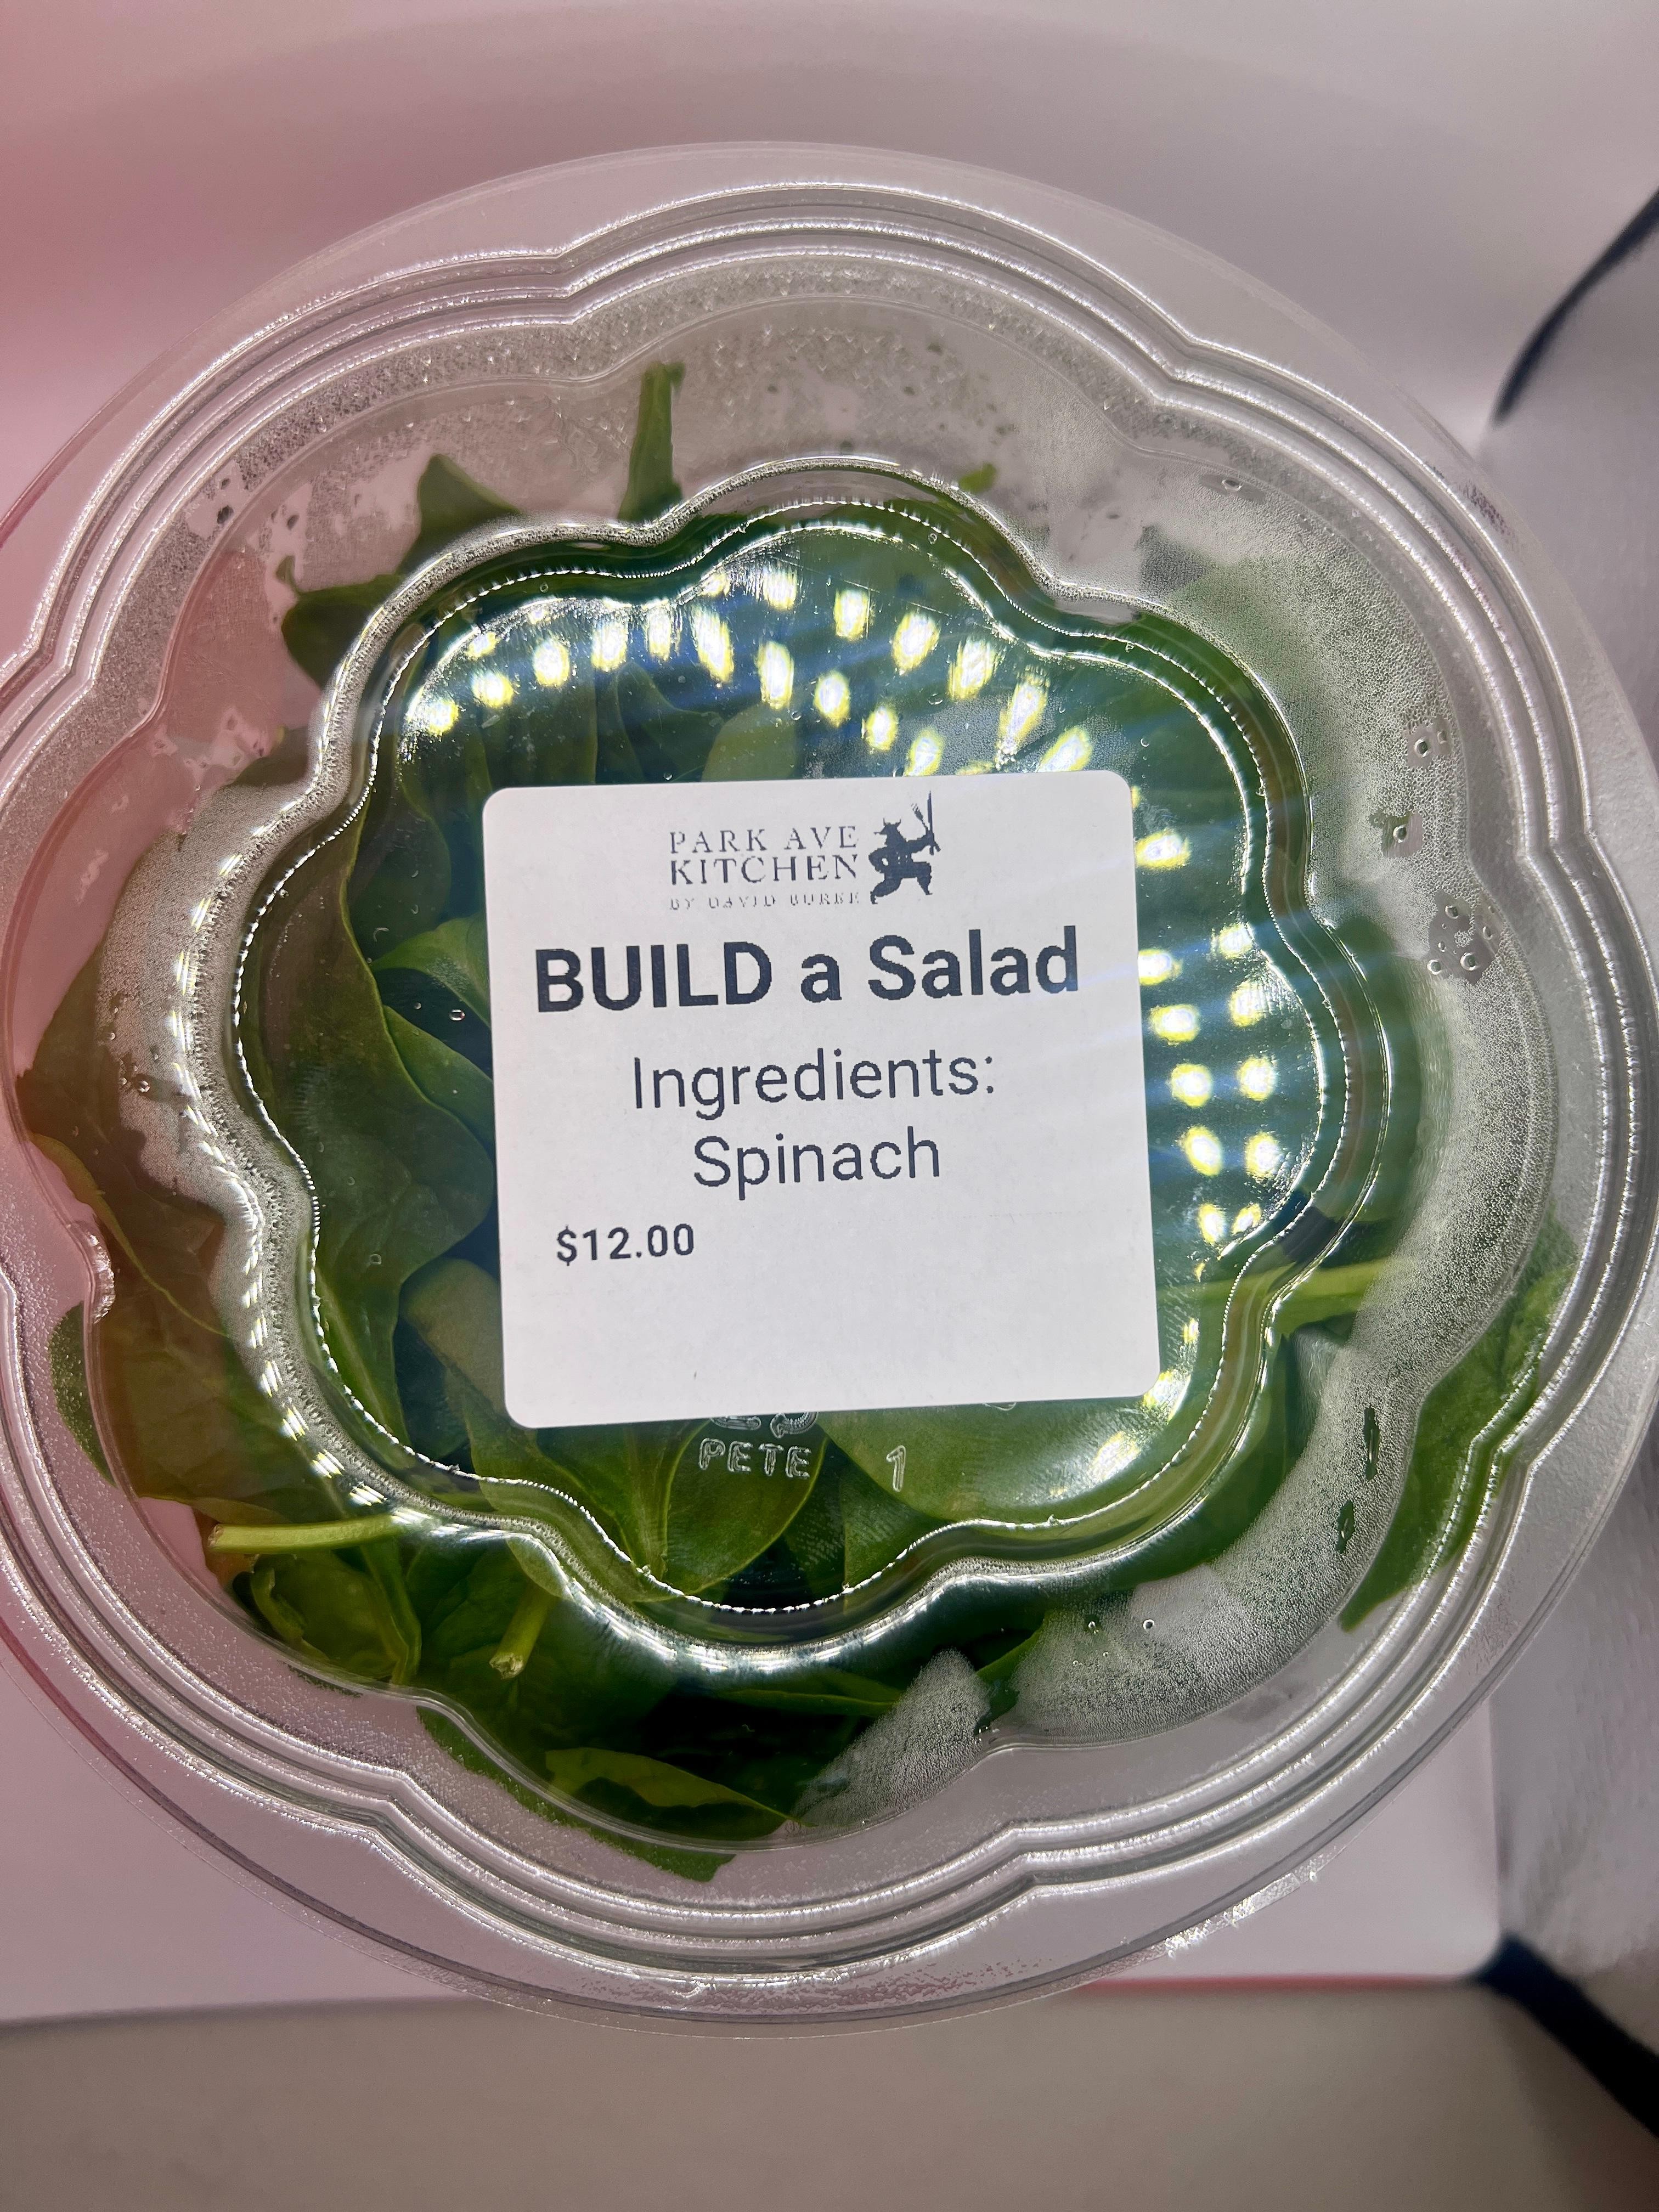 PARK AVE
KITCHEN
BY DAVID BURKE
BUILD a Salad
Ingredients:
Spinach
$12.00
PETE 1